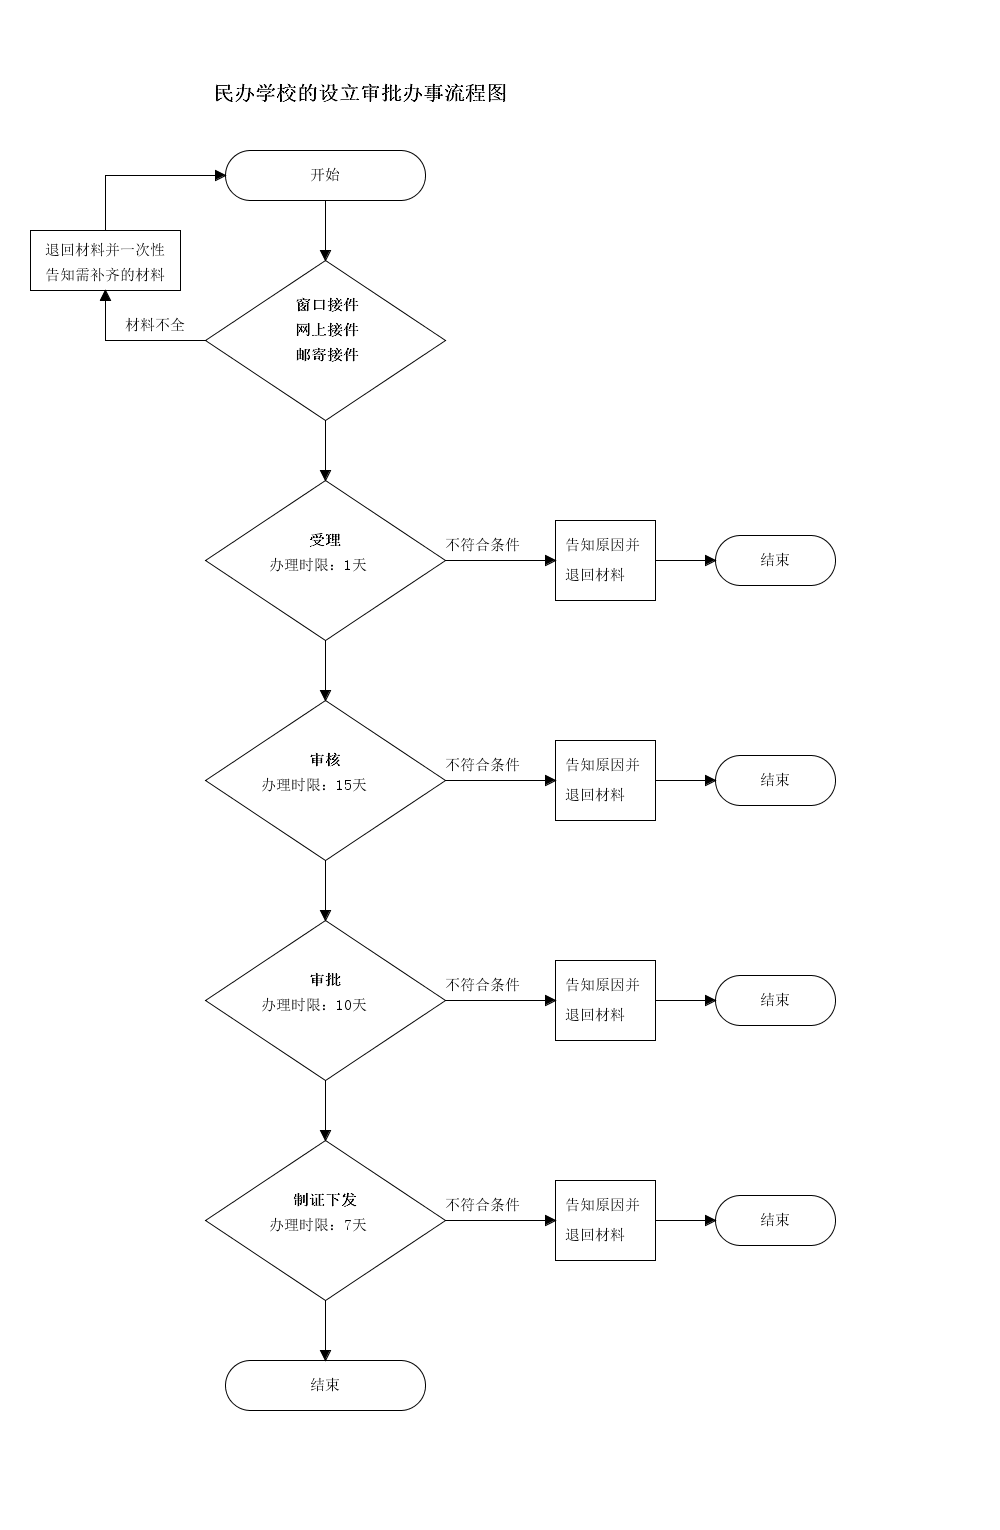 民办学校的设立审批办事流程图
开始
退回材料并一次性
告知需补齐的材料
材料不全
窗口接件
网上接件
邮寄接件
受理
办理时限：1天
不符合条件
告知原因并
退回材料
结束
审核
办理时限：15天
不符合条件
告知原因并
退回材料
结束
审批
办理时限：10天
不符合条件
告知原因并
退回材料
结束
制证下发
办理时限：7天
不符合条件
告知原因并
退回材料
结束
结束